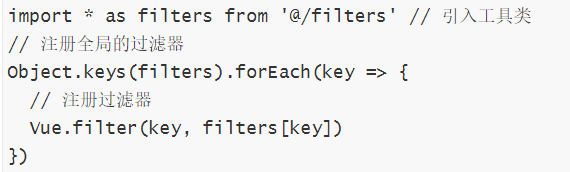 import * as filters from '@/filters' // 引入工具类
// 注册全局的过滤器
Object.keys(filters).forEach(key => {
  // 注册过滤器
  Vue.filter(key, filters[key])
})